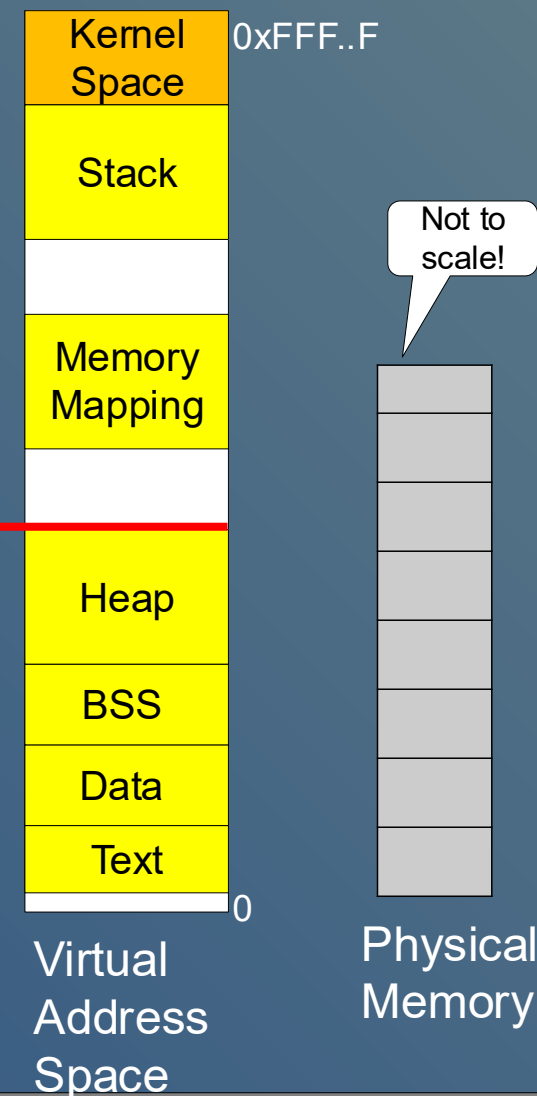 Kernel
Space
0xFFF..F
Stack
Not to
scale!
Memory
Mapping
Heap
BSS
Data
Text
0
Virtual
Address
Space
Physical
Memory